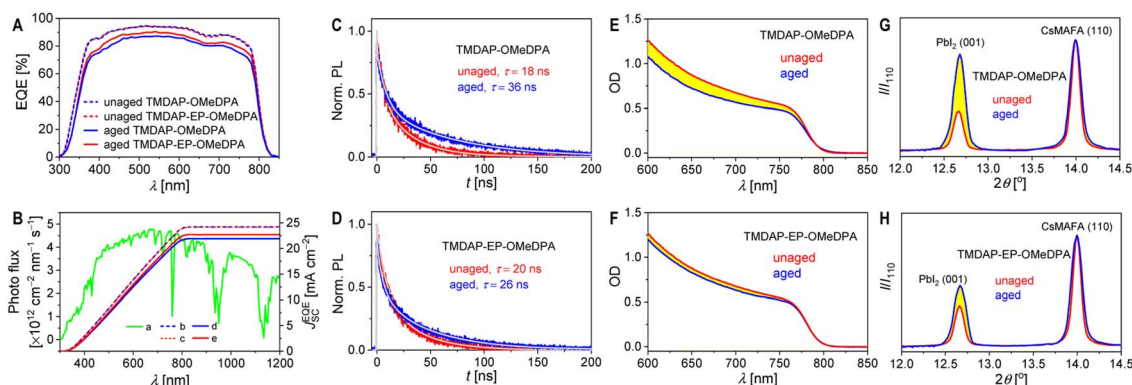 A
EQE [%]
100
80
60
40
20
0
unaged TMDAP-OMeDPA
unaged TMDAP-EP-OMeDPA
aged TMDAP-OMeDPA
aged TMDAP-EP-OMeDPA
300 400 500 600 700 800
λ [nm]
B
Photo flux
[×10¹² cm⁻² nm⁻¹ s⁻¹]
5
4
3
2
1
0
a b d
c e
25
20
15
10
5
0
J_SC^EQE [mA cm⁻²]
400 600 800 1000 1200
λ [nm]
C
Norm. PL
1.0
0.5
0.0
TMDAP-OMeDPA
unaged, τ = 18 ns
aged, τ = 36 ns
0 50 100 150 200
t [ns]
D
Norm. PL
1.0
0.5
0.0
TMDAP-EP-OMeDPA
unaged, τ = 20 ns
aged, τ = 26 ns
0 50 100 150 200
t [ns]
E
OD
1.5
1.0
0.5
0.0
TMDAP-OMeDPA
unaged
aged
600 650 700 750 800 850
λ [nm]
F
OD
1.5
1.0
0.5
0.0
TMDAP-EP-OMeDPA
unaged
aged
600 650 700 750 800 850
λ [nm]
G
I/I₁₁₀
CsMAFA (110)
PbI₂ (001)
TMDAP-OMeDPA
unaged
aged
12.0 12.5 13.0 13.5 14.0 14.5
2θ [°]
H
I/I₁₁₀
CsMAFA (110)
TMDAP-EP-OMeDPA
PbI₂ (001)
unaged
aged
12.0 12.5 13.0 13.5 14.0 14.5
2θ [°]